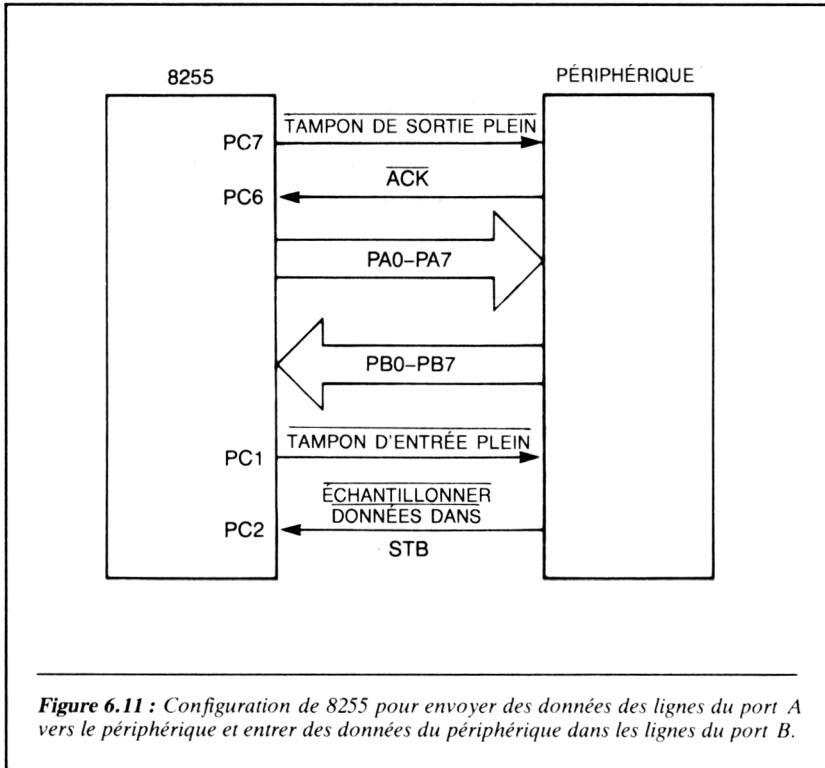 8255
PÉRIPHÉRIQUE
PC7
TAMPON DE SORTIE PLEIN
PC6
ACK
PA0–PA7
PB0–PB7
PC1
TAMPON D'ENTRÉE PLEIN
PC2
ÉCHANTILLONNER
DONNÉES DANS
STB
Figure 6.11 : Configuration de 8255 pour envoyer des données des lignes du port A
vers le périphérique et entrer des données du périphérique dans les lignes du port B.